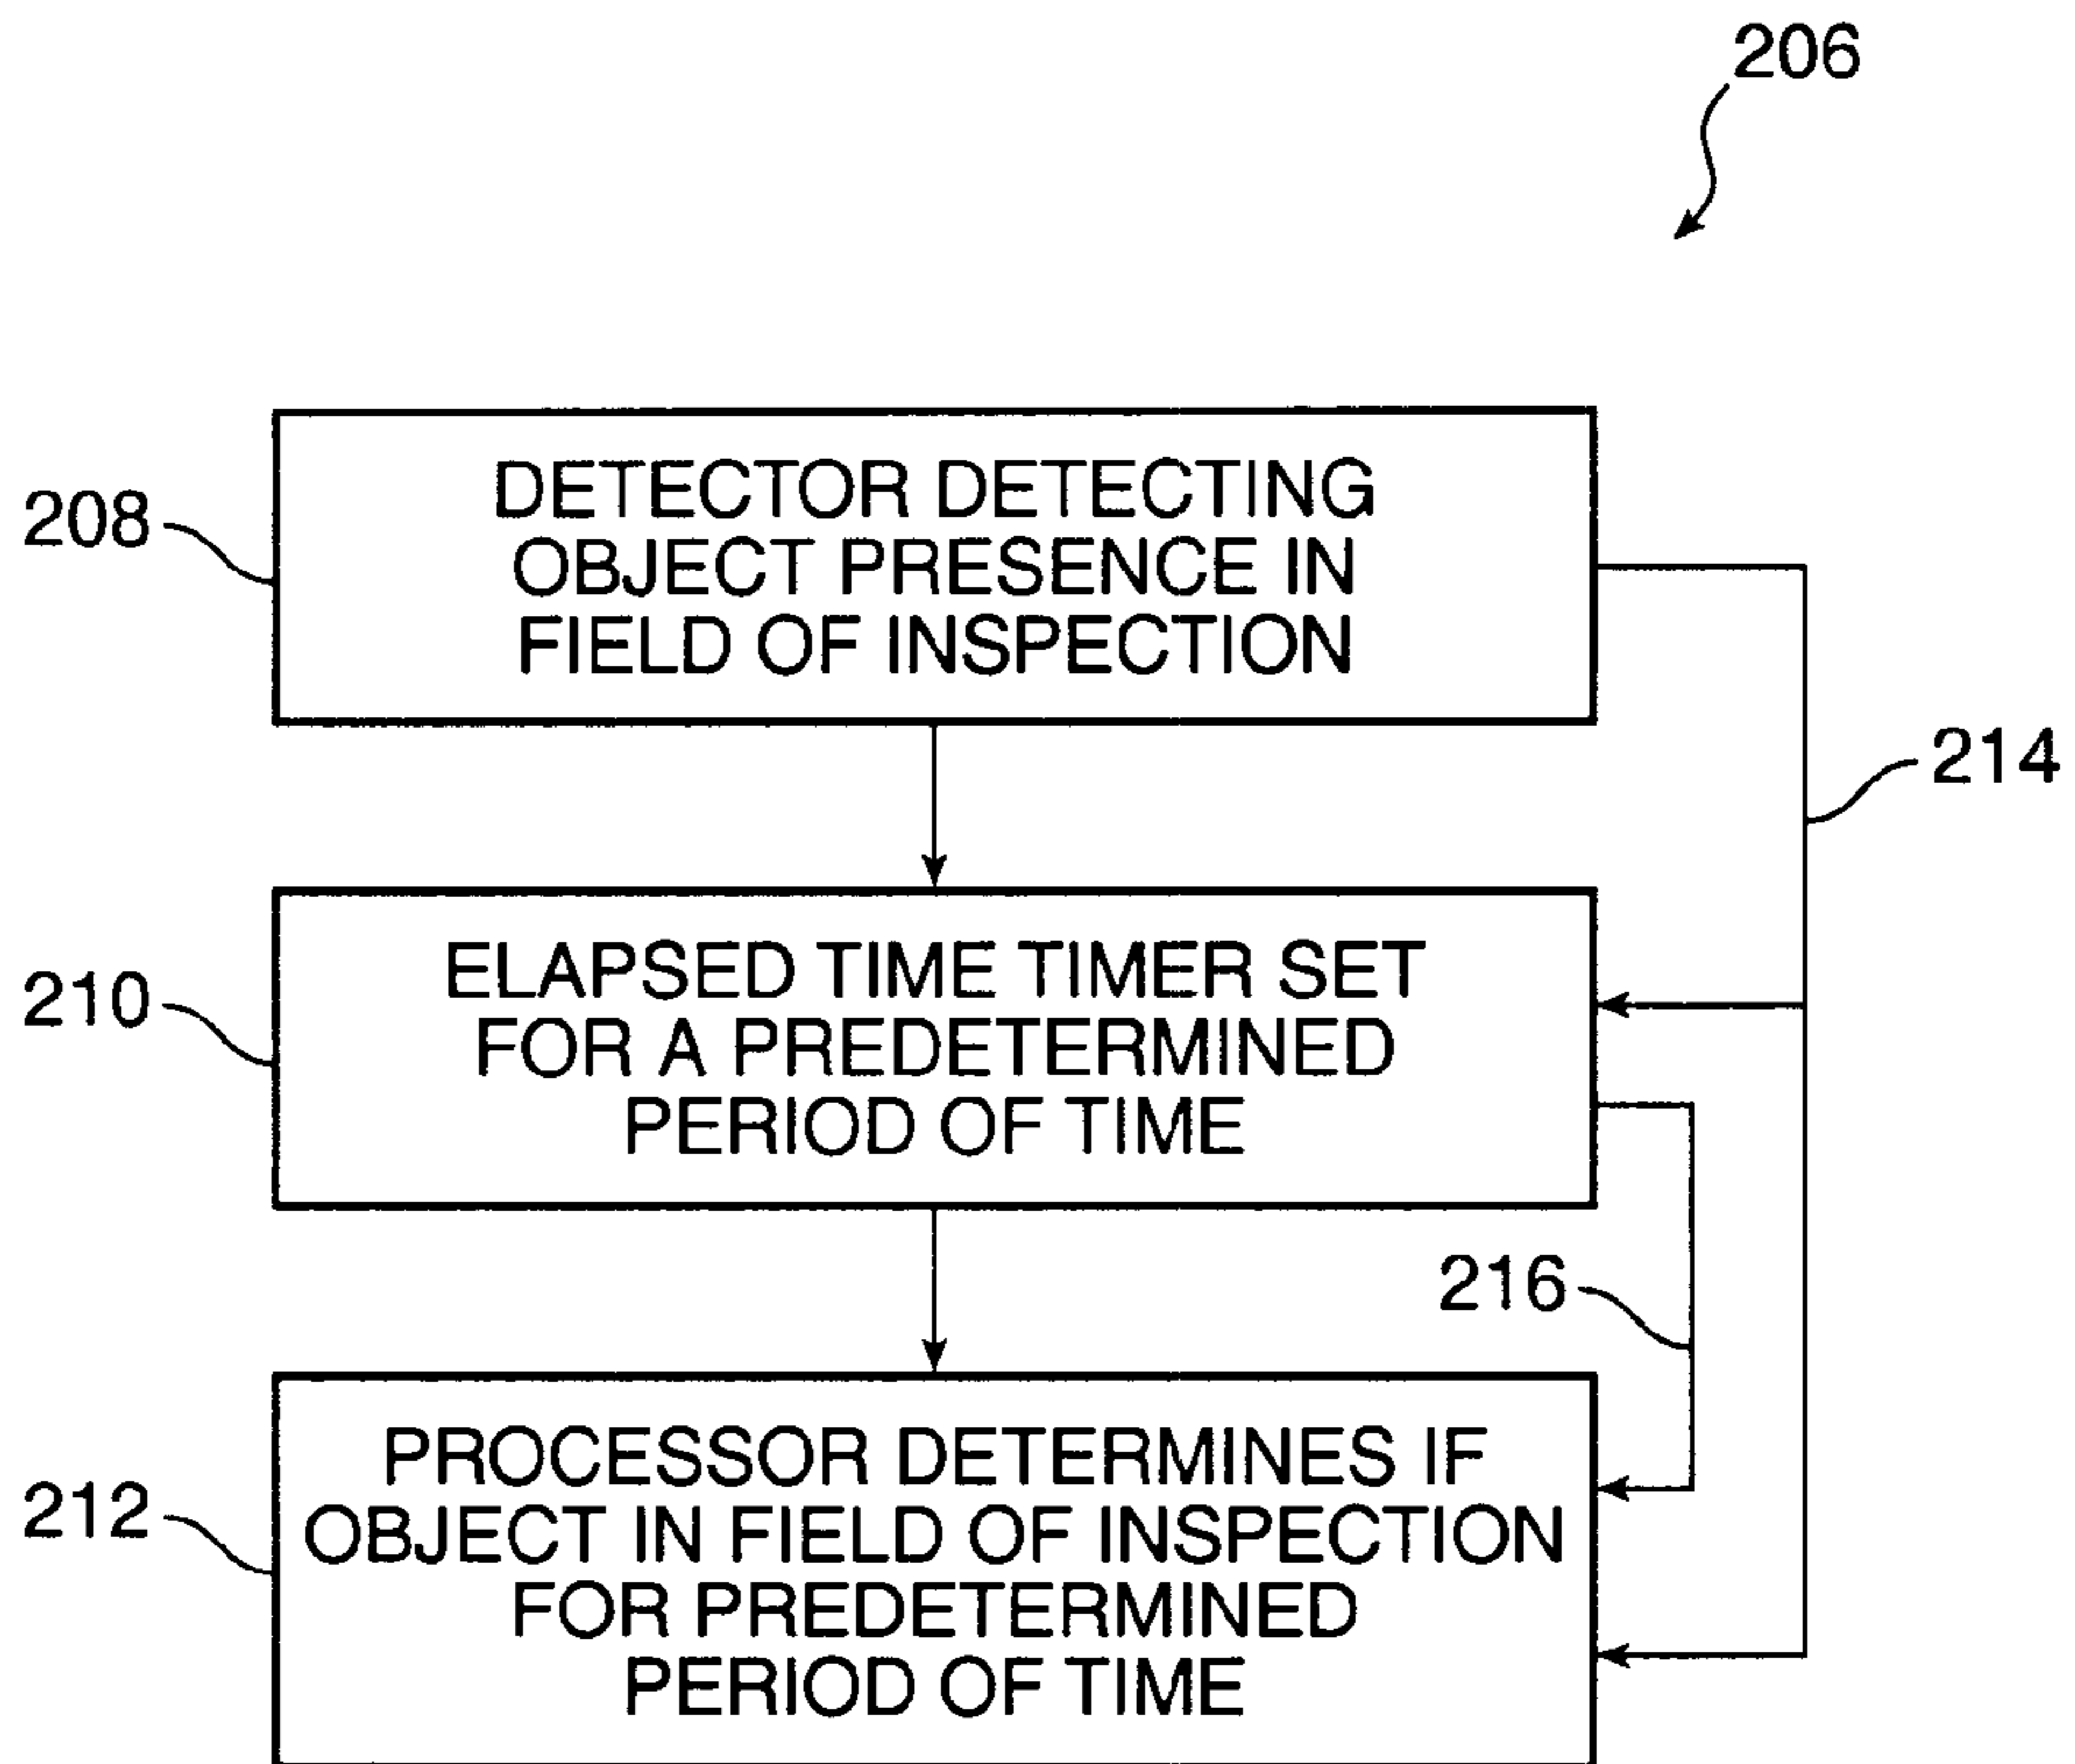 206
208
DETECTOR DETECTING
OBJECT PRESENCE IN
FIELD OF INSPECTION
214
210
ELAPSED TIME TIMER SET
FOR A PREDETERMINED
PERIOD OF TIME
216
212
PROCESSOR DETERMINES IF
OBJECT IN FIELD OF INSPECTION
FOR PREDETERMINED
PERIOD OF TIME